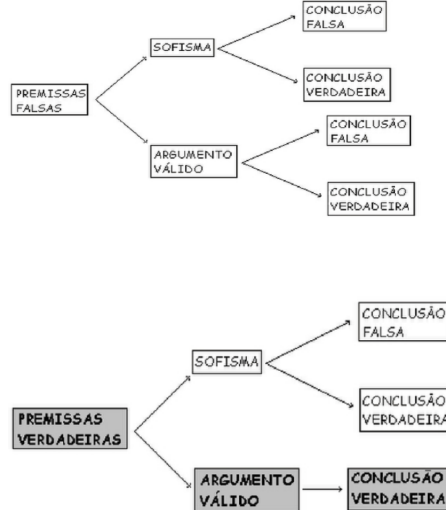 CONCLUSÃO
FALSA
SOFISMA
CONCLUSÃO
VERDADEIRA
PREMISSAS
FALSAS
CONCLUSÃO
FALSA
ARGUMENTO
VÁLIDO
CONCLUSÃO
VERDADEIRA
CONCLUSÃO
FALSA
SOFISMA
CONCLUSÃO
VERDADEIRA
PREMISSAS
VERDADEIRAS
ARGUMENTO
VÁLIDO
CONCLUSÃO
VERDADEIRA